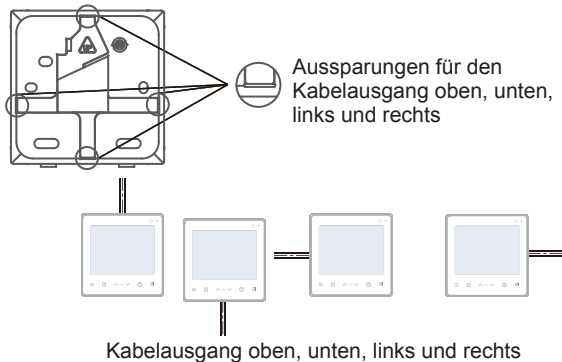 Aussparungen für den
Kabelausgang oben, unten,
links und rechts
Kabelausgang oben, unten, links und rechts